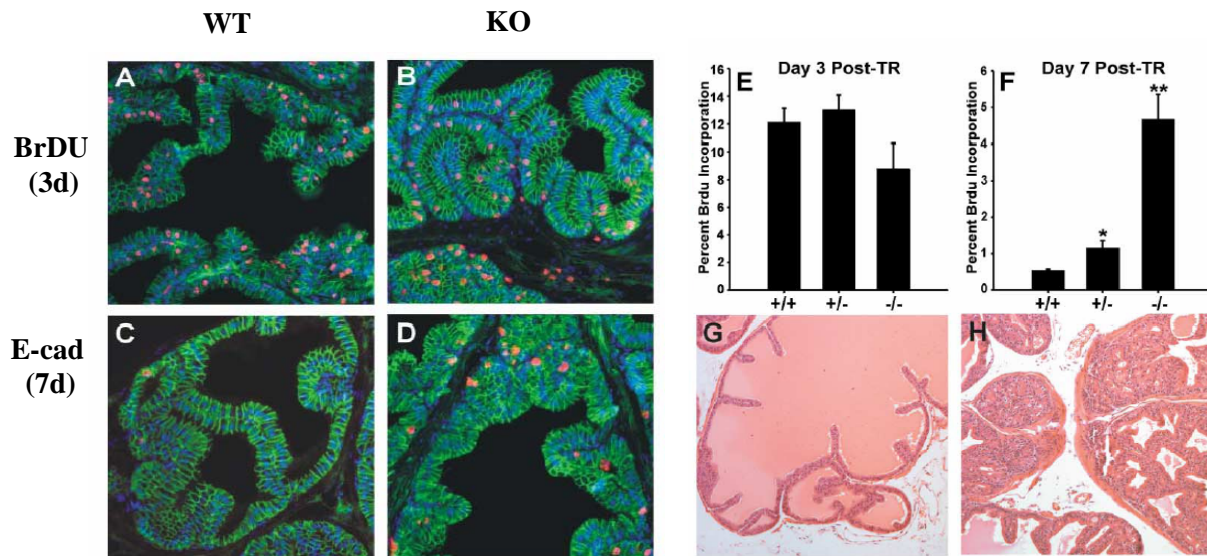 WT KO
A B
BrDU
(3d)
C D
E-cad
(7d)
E Day 3 Post-TR
Percent Brdu Incorporation
16
14
12
10
8
6
4
2
0
+/+ +/- -/-
F Day 7 Post-TR
Percent Brdu Incorporation
6
5
4
3
2
1
0
* **
+/+ +/- -/-
G H